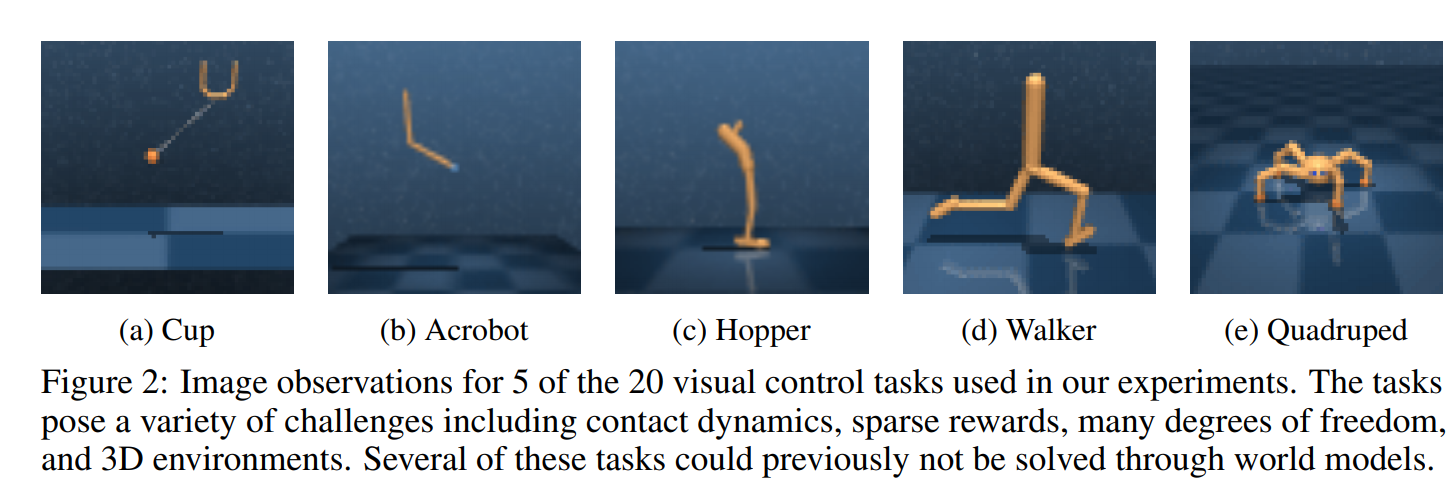 (a) Cup (b) Acrobot (c) Hopper (d) Walker (e) Quadruped
Figure 2: Image observations for 5 of the 20 visual control tasks used in our experiments. The tasks
pose a variety of challenges including contact dynamics, sparse rewards, many degrees of freedom,
and 3D environments. Several of these tasks could previously not be solved through world models.